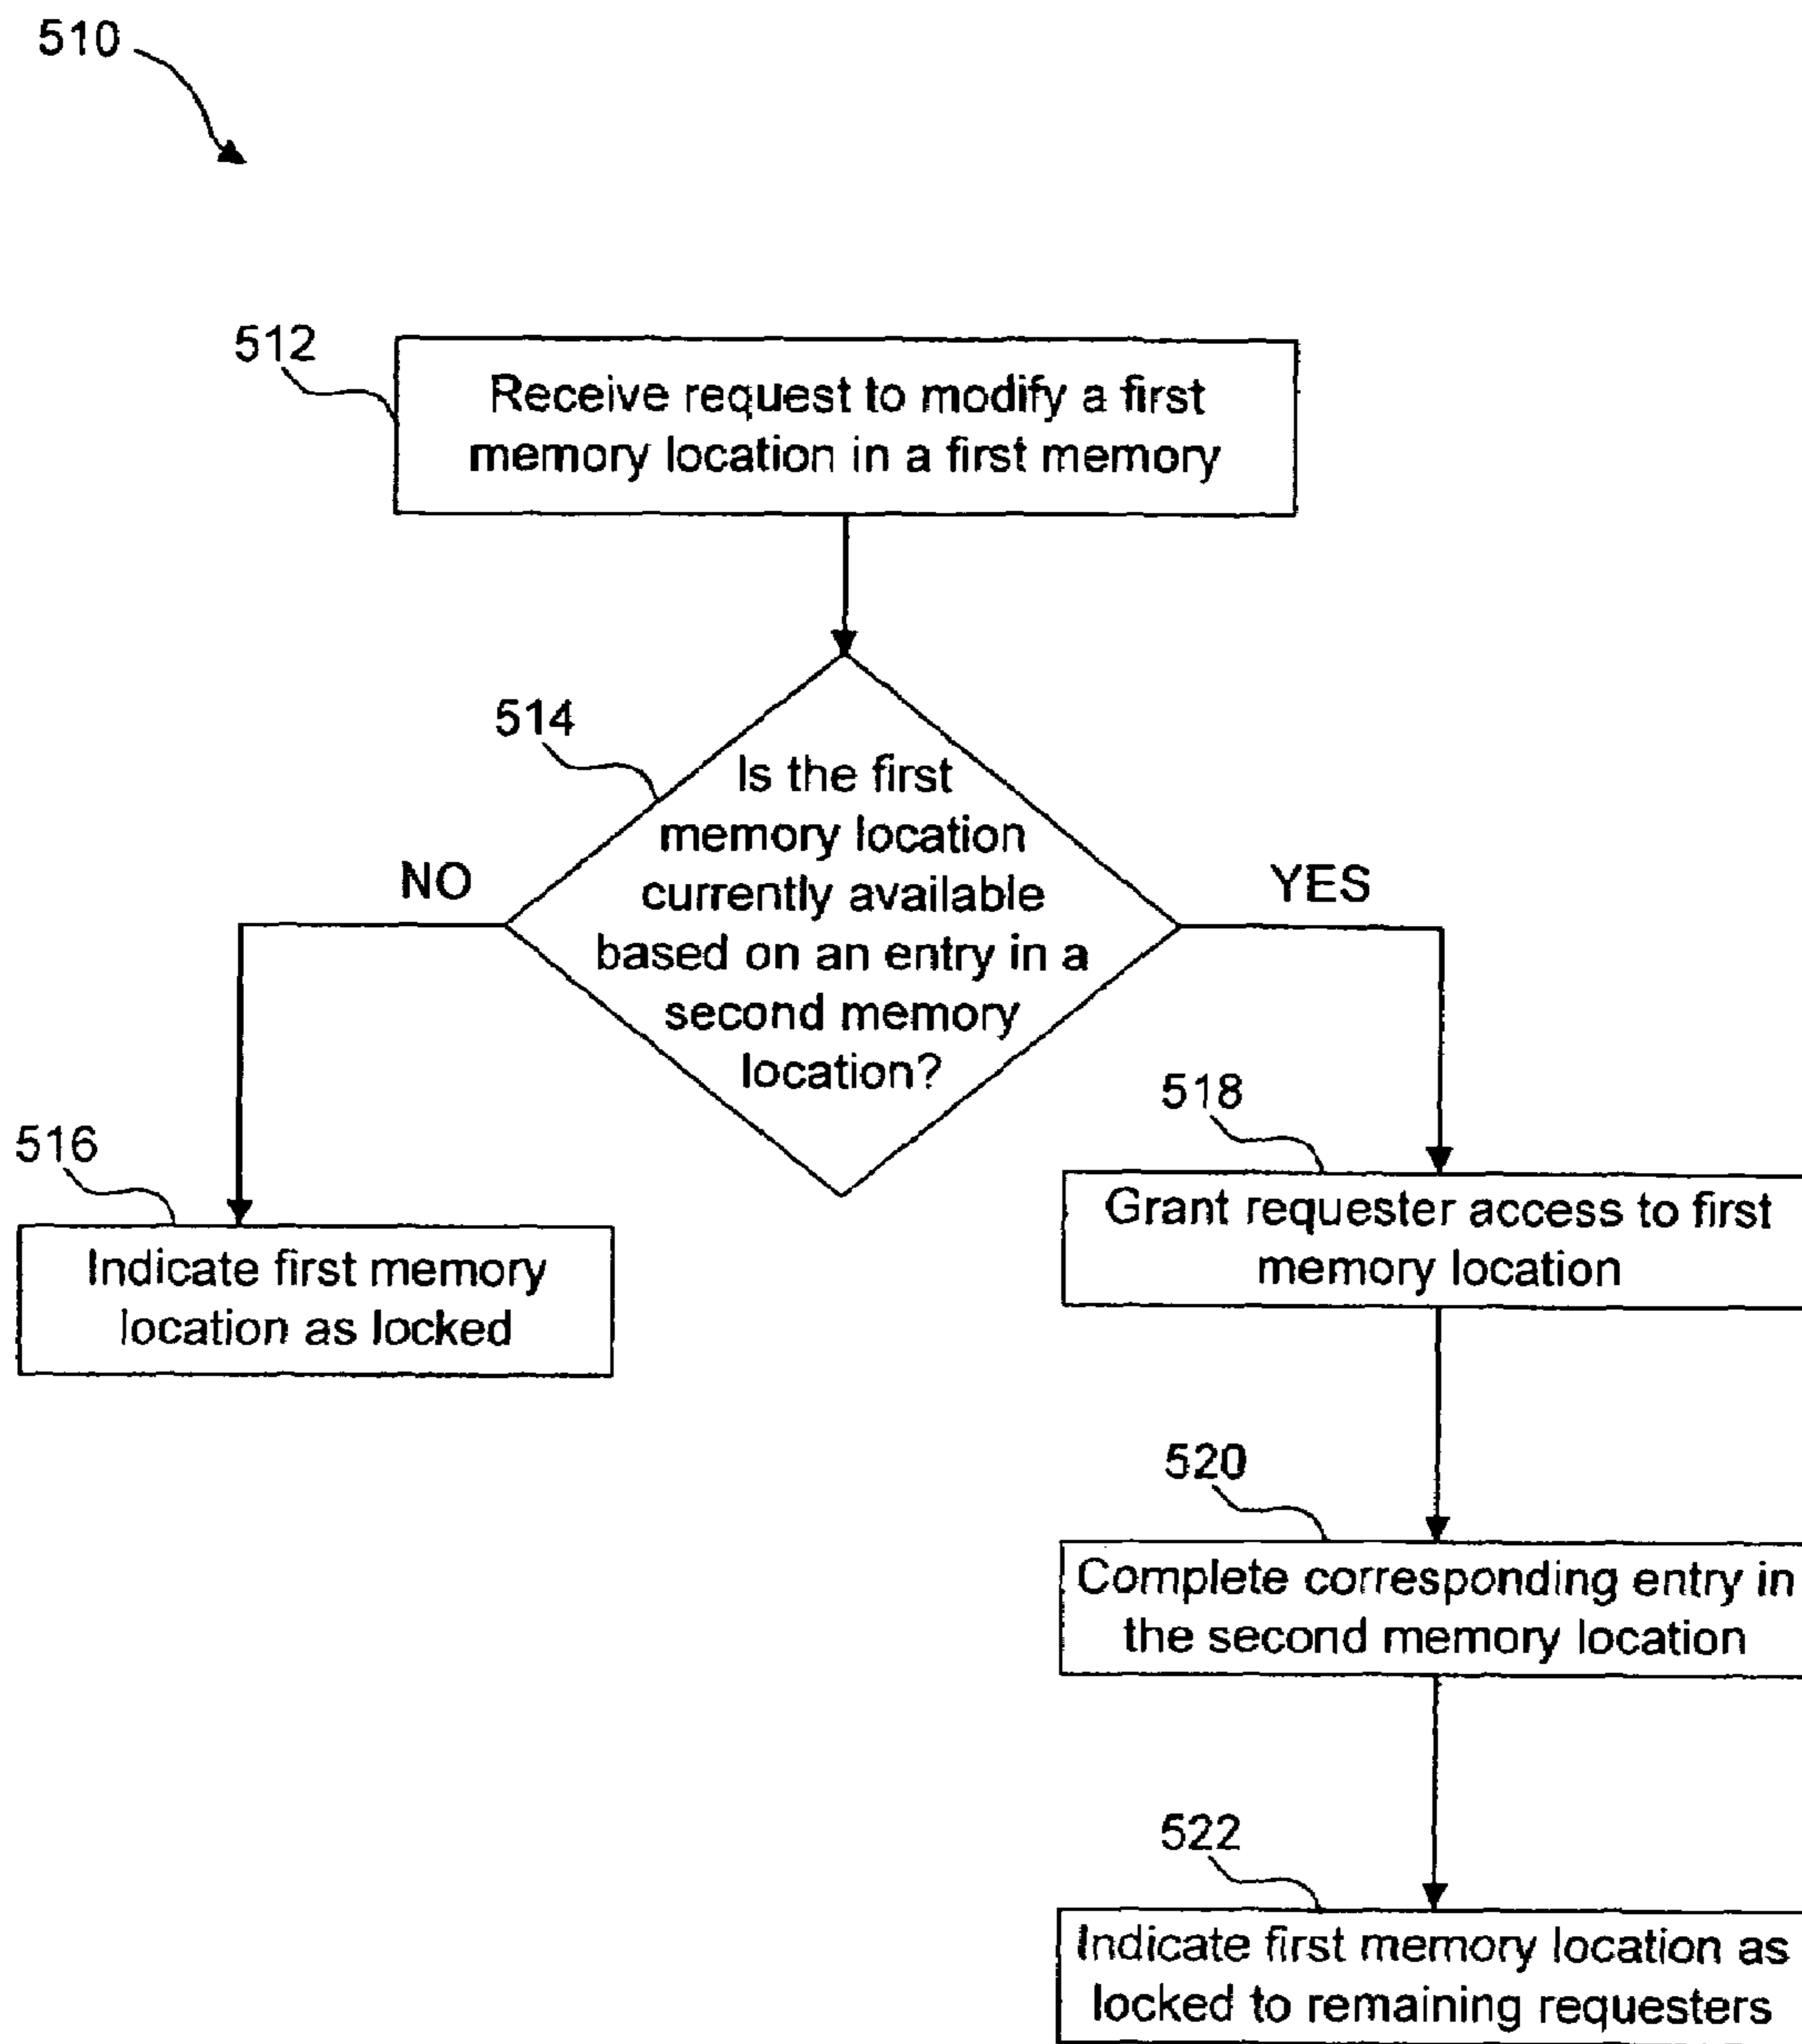 510
512
Receive request to modify a first
memory location in a first memory
514
Is the first
memory location
currently available
based on an entry in a
second memory
location?
NO
YES
516
Indicate first memory
location as locked
518
Grant requester access to first
memory location
520
Complete corresponding entry in
the second memory location
522
Indicate first memory location as
locked to remaining requesters